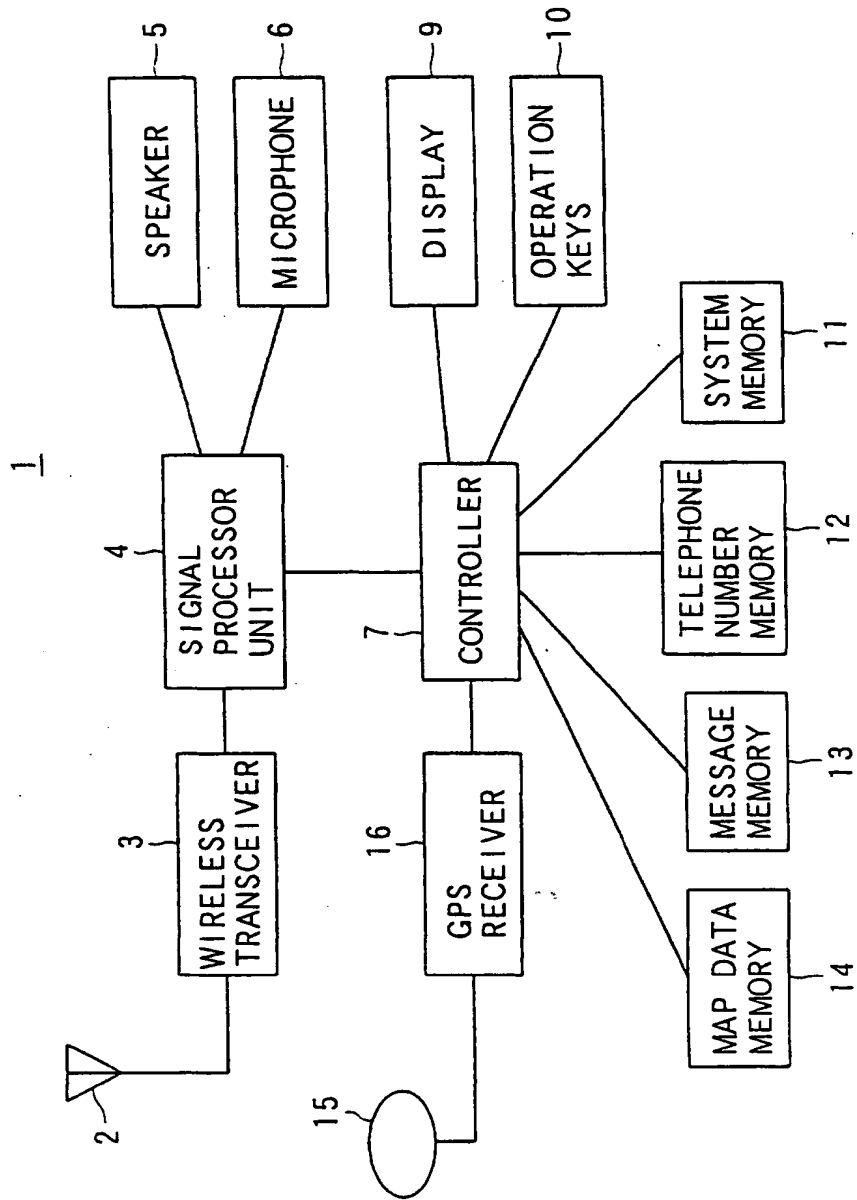 1
2
3
WIRELESS
TRANSCEIVER
4
SIGNAL
PROCESSOR
UNIT
SPEAKER
5
MICROPHONE
6
15
16
GPS
RECEIVER
7
CONTROLLER
DISPLAY
9
OPERATION
KEYS
10
MAP DATA
MEMORY
14
MESSAGE
MEMORY
13
TELEPHONE
NUMBER
MEMORY
12
SYSTEM
MEMORY
11